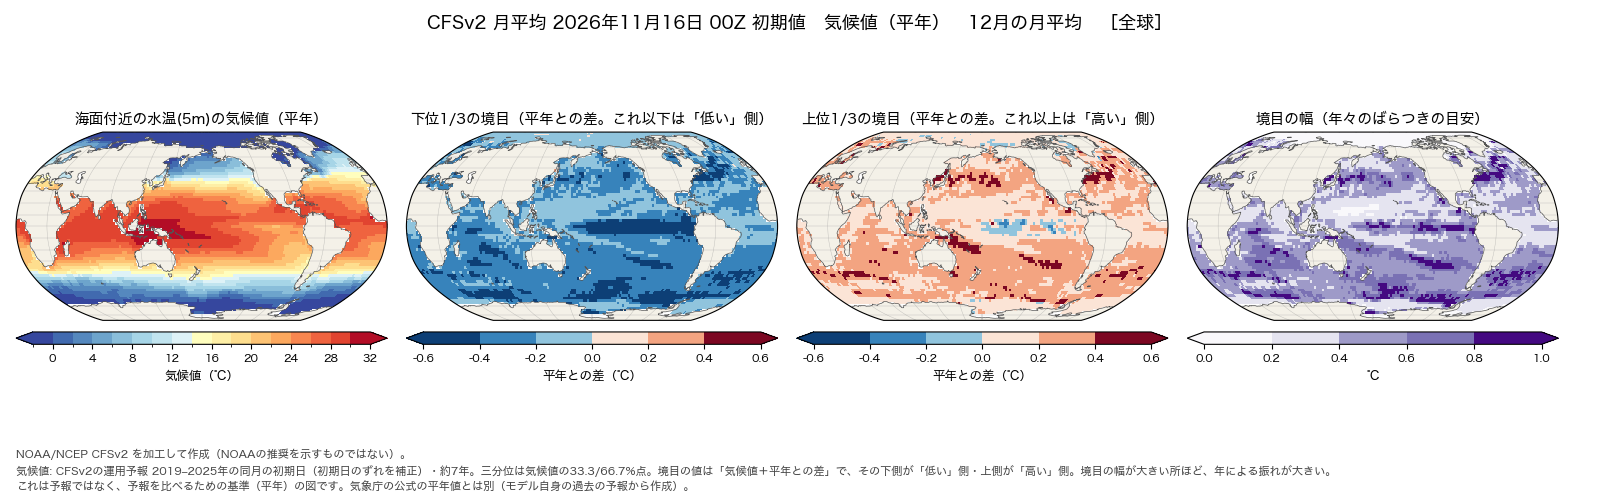 CFSv2 月平均 2026年11月16日 00Z 初期値　気候値（平年）　12月の月平均　［全球］
海面付近の水温(5m)の気候値（平年）
下位1/3の境目（平年との差。これ以下は「低い」側）
上位1/3の境目（平年との差。これ以上は「高い」側）
境目の幅（年々のばらつきの目安）
0 4 8 12 16 20 24 28 32
-0.6 -0.4 -0.2 0.0 0.2 0.4 0.6
-0.6 -0.4 -0.2 0.0 0.2 0.4 0.6
0.0 0.2 0.4 0.6 0.8 1.0
気候値（℃）
平年との差（℃）
平年との差（℃）
℃
NOAA/NCEP CFSv2 を加工して作成（NOAAの推奨を示すものではない）。
気候値: CFSv2の運用予報 2019–2025年の同月の初期日（初期日のずれを補正）・約7年。三分位は気候値の33.3/66.7%点。境目の値は「気候値＋平年との差」で、その下側が「低い」側・上側が「高い」側。境目の幅が大きい所ほど、年による振れが大きい。
これは予報ではなく、予報を比べるための基準（平年）の図です。気象庁の公式の平年値とは別（モデル自身の過去の予報から作成）。